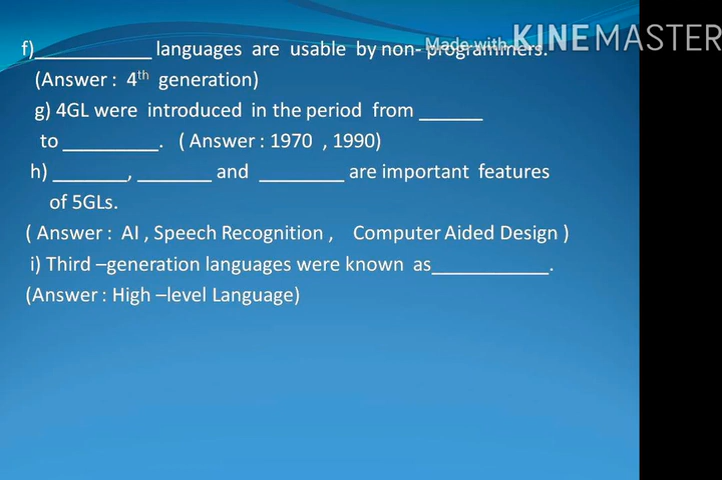 f)___________ languages are usable by non- programmers.
Made with KINEMASTER
(Answer : 4th generation)
g) 4GL were introduced in the period from ______
to _________. ( Answer : 1970 , 1990)
h) _______, _______ and ________ are important features
of 5GLs.
( Answer : AI , Speech Recognition , Computer Aided Design )
i) Third –generation languages were known as___________.
(Answer : High –level Language)